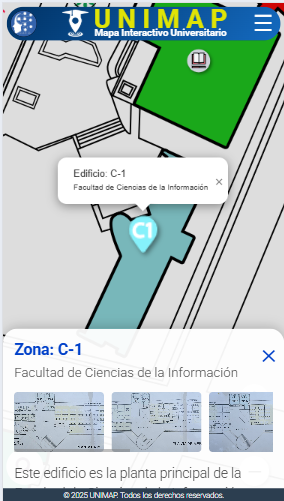 UNIMAP
Mapa Interactivo Universitario
Edificio: C-1
Facultad de Ciencias de la Información
×
C1
Zona: C-1
Facultad de Ciencias de la Información
Este edificio es la planta principal de la
© 2025 UNIMAP. Todos los derechos reservados.